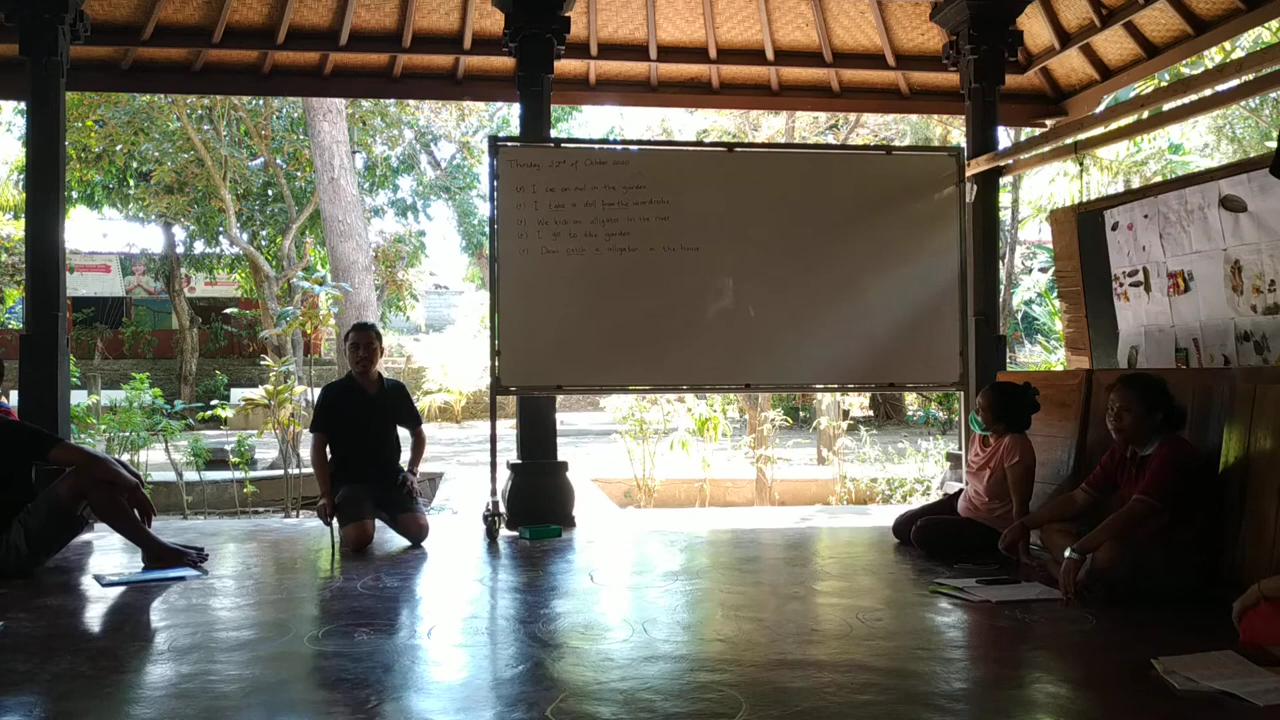 Thursday, 22nd of October 2020
(+) I see an owl in the garden
(+) I take a doll from the wardrobe
(+) We kick an alligator in the river
(+) I go to the garden
(+) Dewi catch a alligator in the house